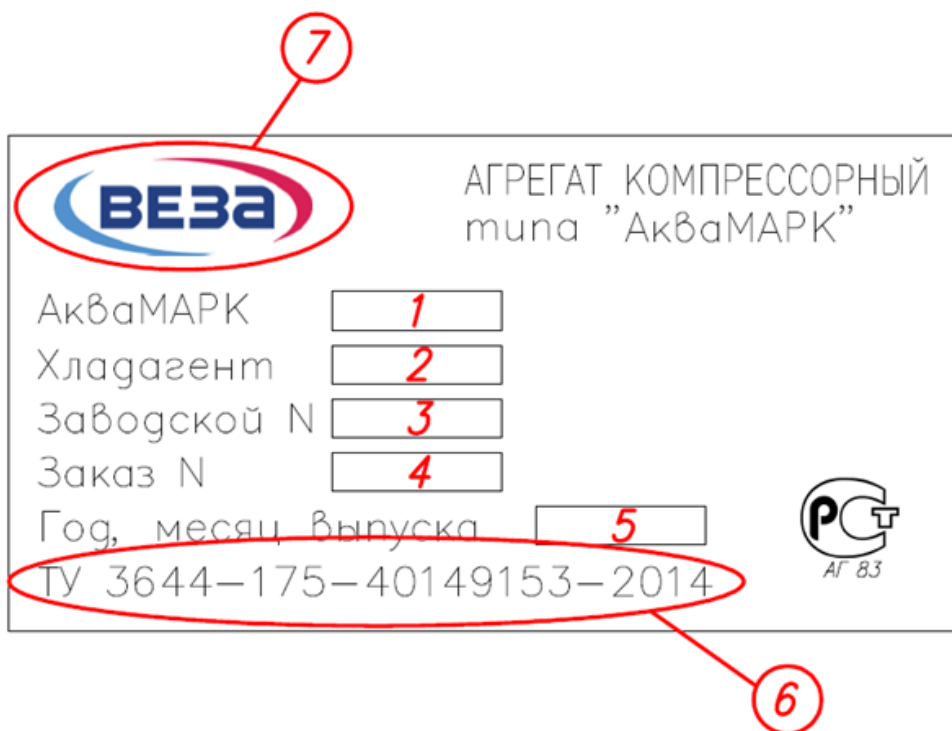 7
ВЕЗА
АГРЕГАТ КОМПРЕССОРНЫЙ
типа "АкваМАРК"
АкваМАРК 1
Хладагент 2
Заводской N 3
Заказ N 4
Год, месяц выпуска 5
РСТ
АГ 83
ТУ 3644-175-40149153-2014
6